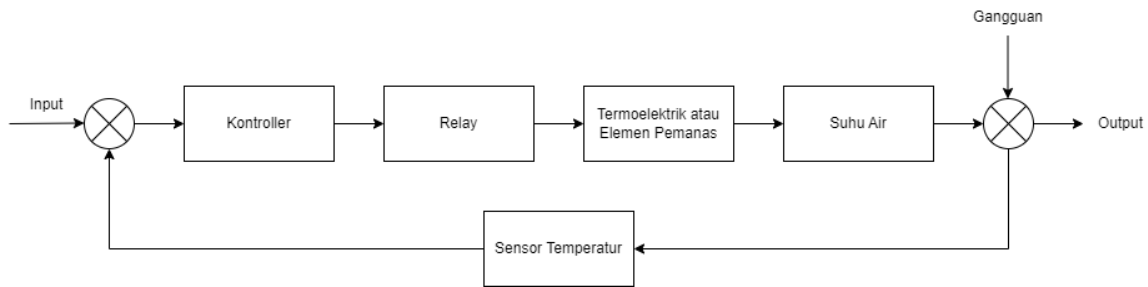 Gangguan
Input
Kontroller
Relay
Termoelektrik atau
Elemen Pemanas
Suhu Air
Output
Sensor Temperatur